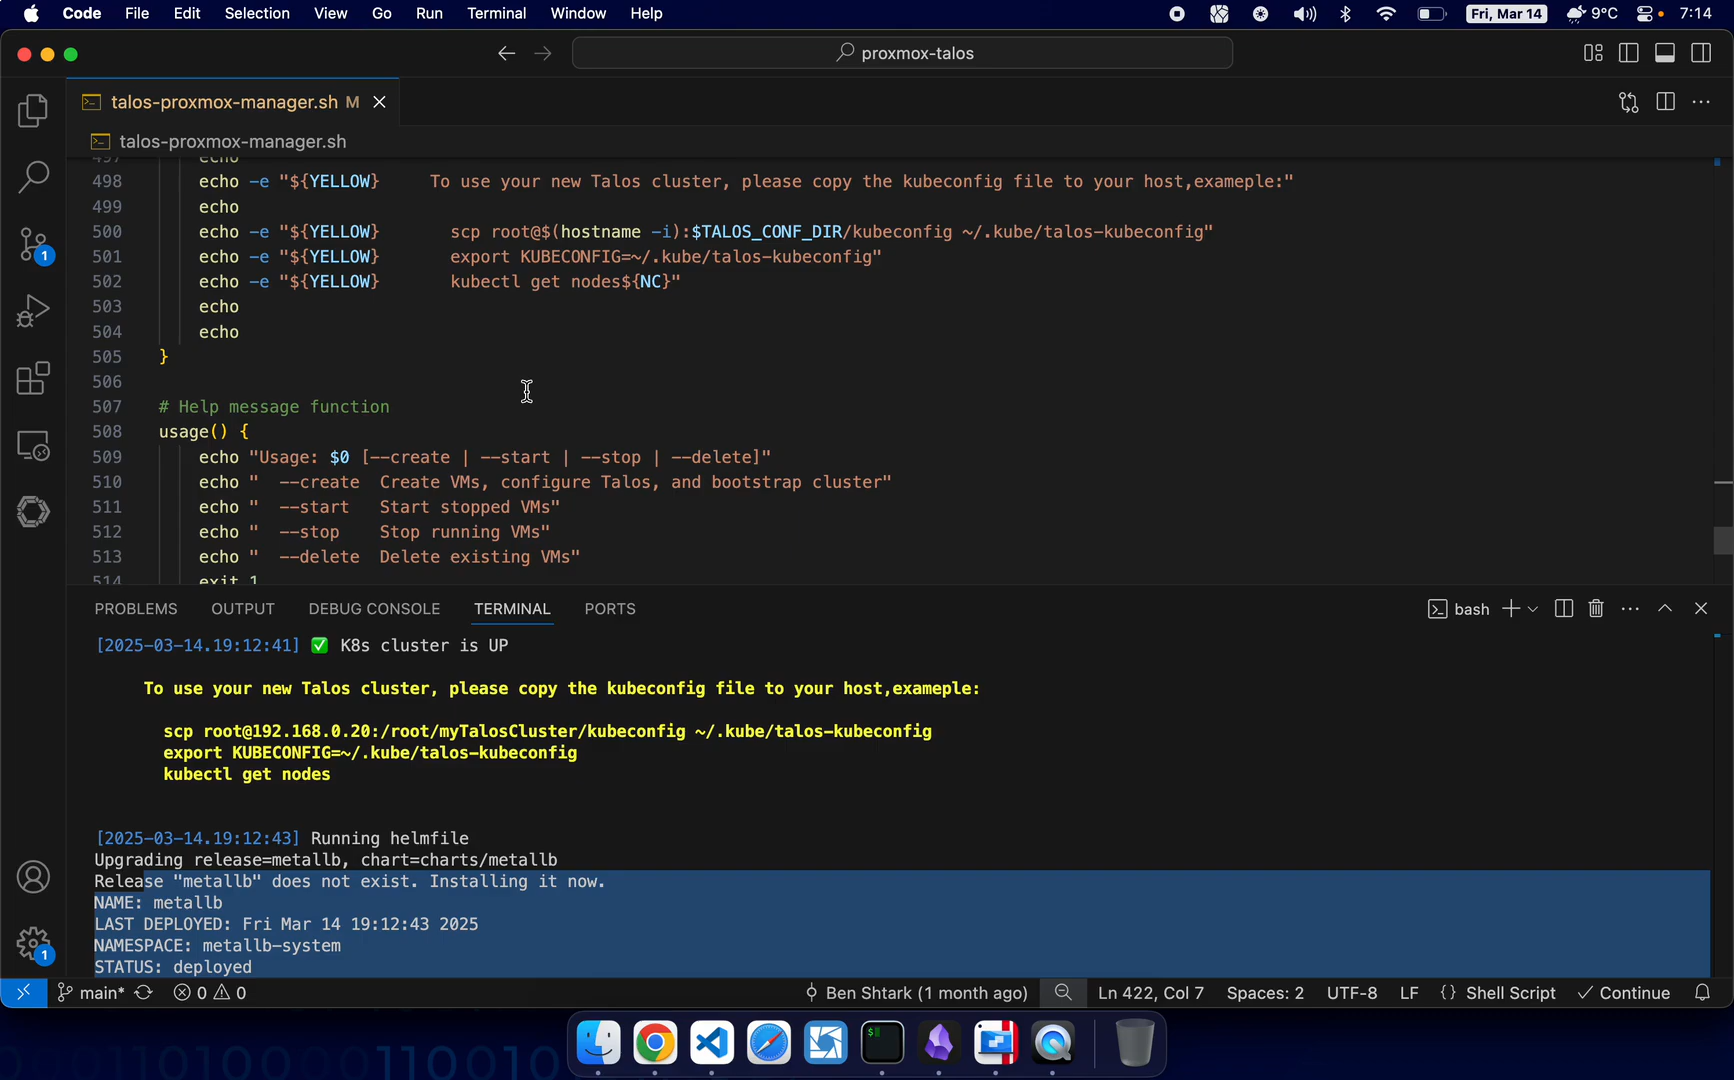 Code File Edit Selection View Go Run Terminal Window Help
Fri, Mar 14 9°C 7:14
proxmox-talos
talos-proxmox-manager.sh M
talos-proxmox-manager.sh
497 echo
498 echo -e "${YELLOW} To use your new Talos cluster, please copy the kubeconfig file to your host,exameple:"
499 echo
500 echo -e "${YELLOW} scp root@$(hostname -i):$TALOS_CONF_DIR/kubeconfig ~/.kube/talos-kubeconfig"
501 echo -e "${YELLOW} export KUBECONFIG=~/.kube/talos-kubeconfig"
502 echo -e "${YELLOW} kubectl get nodes${NC}"
503 echo
504 echo
505 }
506
507 # Help message function
508 usage() {
509 echo "Usage: $0 [--create | --start | --stop | --delete]"
510 echo " --create Create VMs, configure Talos, and bootstrap cluster"
511 echo " --start Start stopped VMs"
512 echo " --stop Stop running VMs"
513 echo " --delete Delete existing VMs"
514 exit 1
PROBLEMS OUTPUT DEBUG CONSOLE TERMINAL PORTS
bash
[2025-03-14.19:12:41] ✅ K8s cluster is UP
To use your new Talos cluster, please copy the kubeconfig file to your host,exameple:
scp root@192.168.0.20:/root/myTalosCluster/kubeconfig ~/.kube/talos-kubeconfig
export KUBECONFIG=~/.kube/talos-kubeconfig
kubectl get nodes
[2025-03-14.19:12:43] Running helmfile
Upgrading release=metallb, chart=charts/metallb
Release "metallb" does not exist. Installing it now.
NAME: metallb
LAST DEPLOYED: Fri Mar 14 19:12:43 2025
NAMESPACE: metallb-system
STATUS: deployed
main* 0 0 Ben Shtark (1 month ago) Ln 422, Col 7 Spaces: 2 UTF-8 LF {} Shell Script Continue